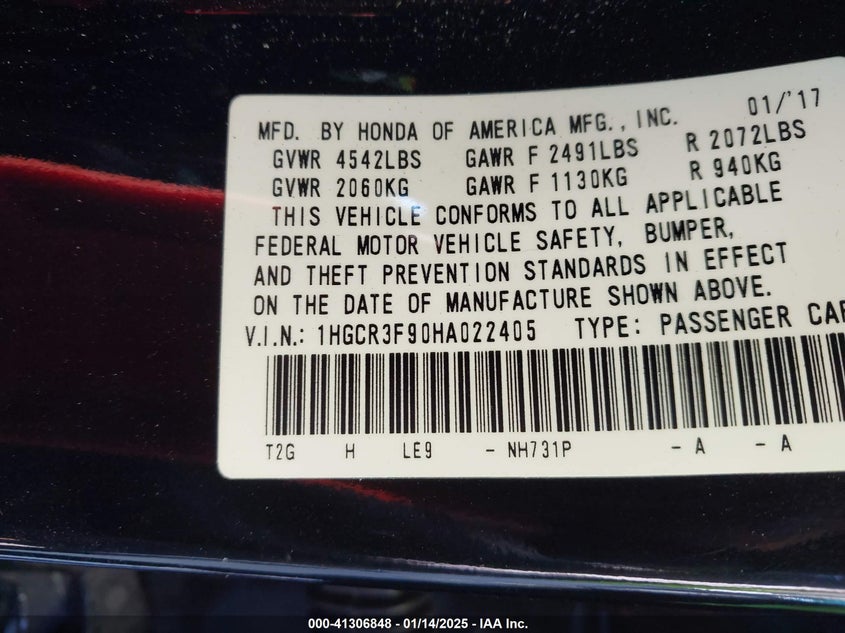 MFD. BY HONDA OF AMERICA MFG., INC. 01/'17
GVWR 4542LBS GAWR F 2491LBS R 2072LBS
GVWR 2060KG GAWR F 1130KG R 940KG
THIS VEHICLE CONFORMS TO ALL APPLICABLE
FEDERAL MOTOR VEHICLE SAFETY, BUMPER,
AND THEFT PREVENTION STANDARDS IN EFFECT
ON THE DATE OF MANUFACTURE SHOWN ABOVE.
V.I.N.: 1HGCR3F90HA022405 TYPE: PASSENGER CAR
T2G H LE9 - NH731P - A - A
000-41306848 - 01/14/2025 - IAA Inc.